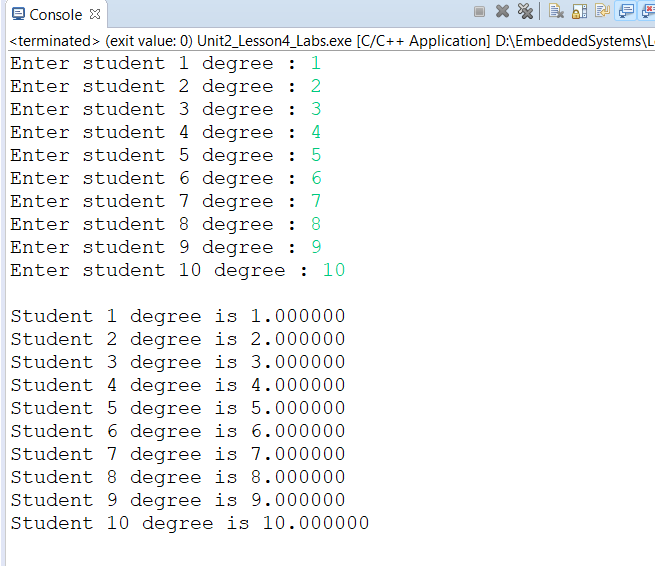 Console
<terminated> (exit value: 0) Unit2_Lesson4_Labs.exe [C/C++ Application] D:\EmbeddedSystems\L
Enter student 1 degree : 1
Enter student 2 degree : 2
Enter student 3 degree : 3
Enter student 4 degree : 4
Enter student 5 degree : 5
Enter student 6 degree : 6
Enter student 7 degree : 7
Enter student 8 degree : 8
Enter student 9 degree : 9
Enter student 10 degree : 10
Student 1 degree is 1.000000
Student 2 degree is 2.000000
Student 3 degree is 3.000000
Student 4 degree is 4.000000
Student 5 degree is 5.000000
Student 6 degree is 6.000000
Student 7 degree is 7.000000
Student 8 degree is 8.000000
Student 9 degree is 9.000000
Student 10 degree is 10.000000